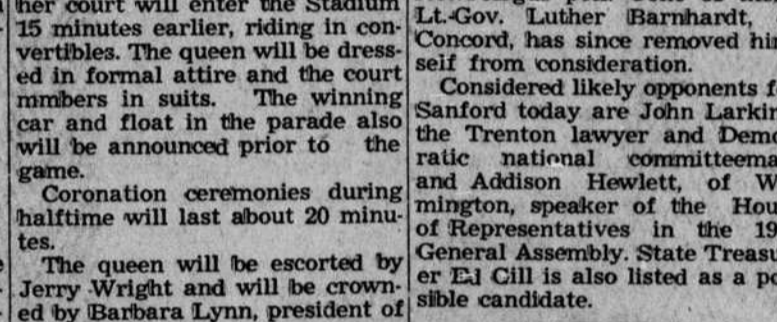 her court will enter the Stadium
15 minutes earlier, riding in con-
vertibles. The queen will be dress-
ed in formal attire and the court
mmbers in suits. The winning
car and float in the parade also
will be announced prior to the
game.
Coronation ceremonies during
halftime will last about 20 minu-
tes.
The queen will be escorted by
Jerry Wright and will be crown-
ed by Barbara Lynn, president of
Lt.-Gov. Luther Barnhardt,
Concord, has since removed hi
self from consideration.
Considered likely opponents f
Sanford today are John Larkin
the Trenton lawyer and Demo
ratic national committeema
and Addison Hewlett, of W
mington, speaker of the Hou
of Representatives in the 19
General Assembly. State Treasu
er Ed Gill is also listed as a po
sible candidate.